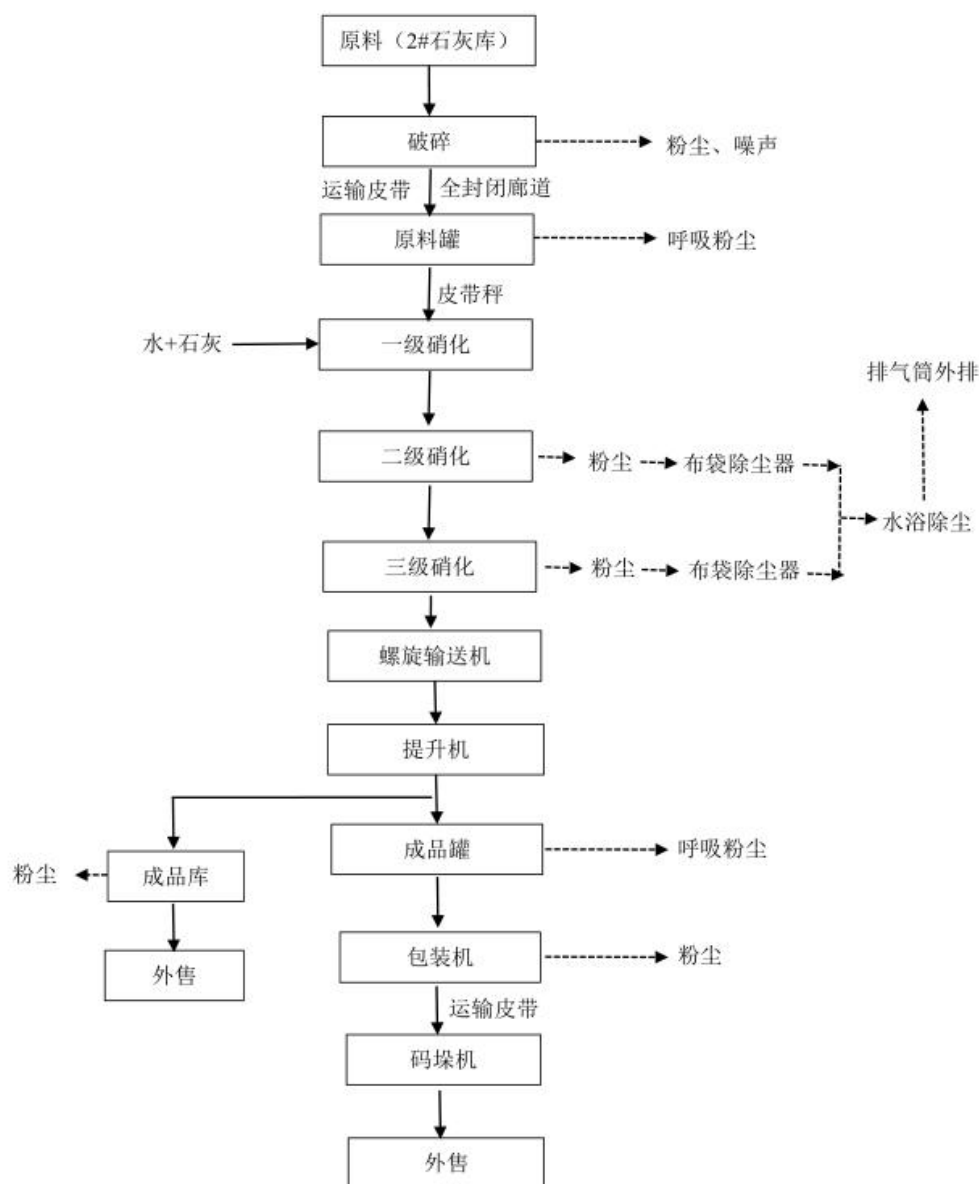 原料（2#石灰库）
破碎
粉尘、噪声
运输皮带
全封闭廊道
原料罐
呼吸粉尘
皮带秤
水+石灰
一级硝化
排气筒外排
二级硝化
粉尘
布袋除尘器
水浴除尘
三级硝化
粉尘
布袋除尘器
螺旋输送机
提升机
成品罐
呼吸粉尘
粉尘
成品库
包装机
粉尘
外售
运输皮带
码垛机
外售